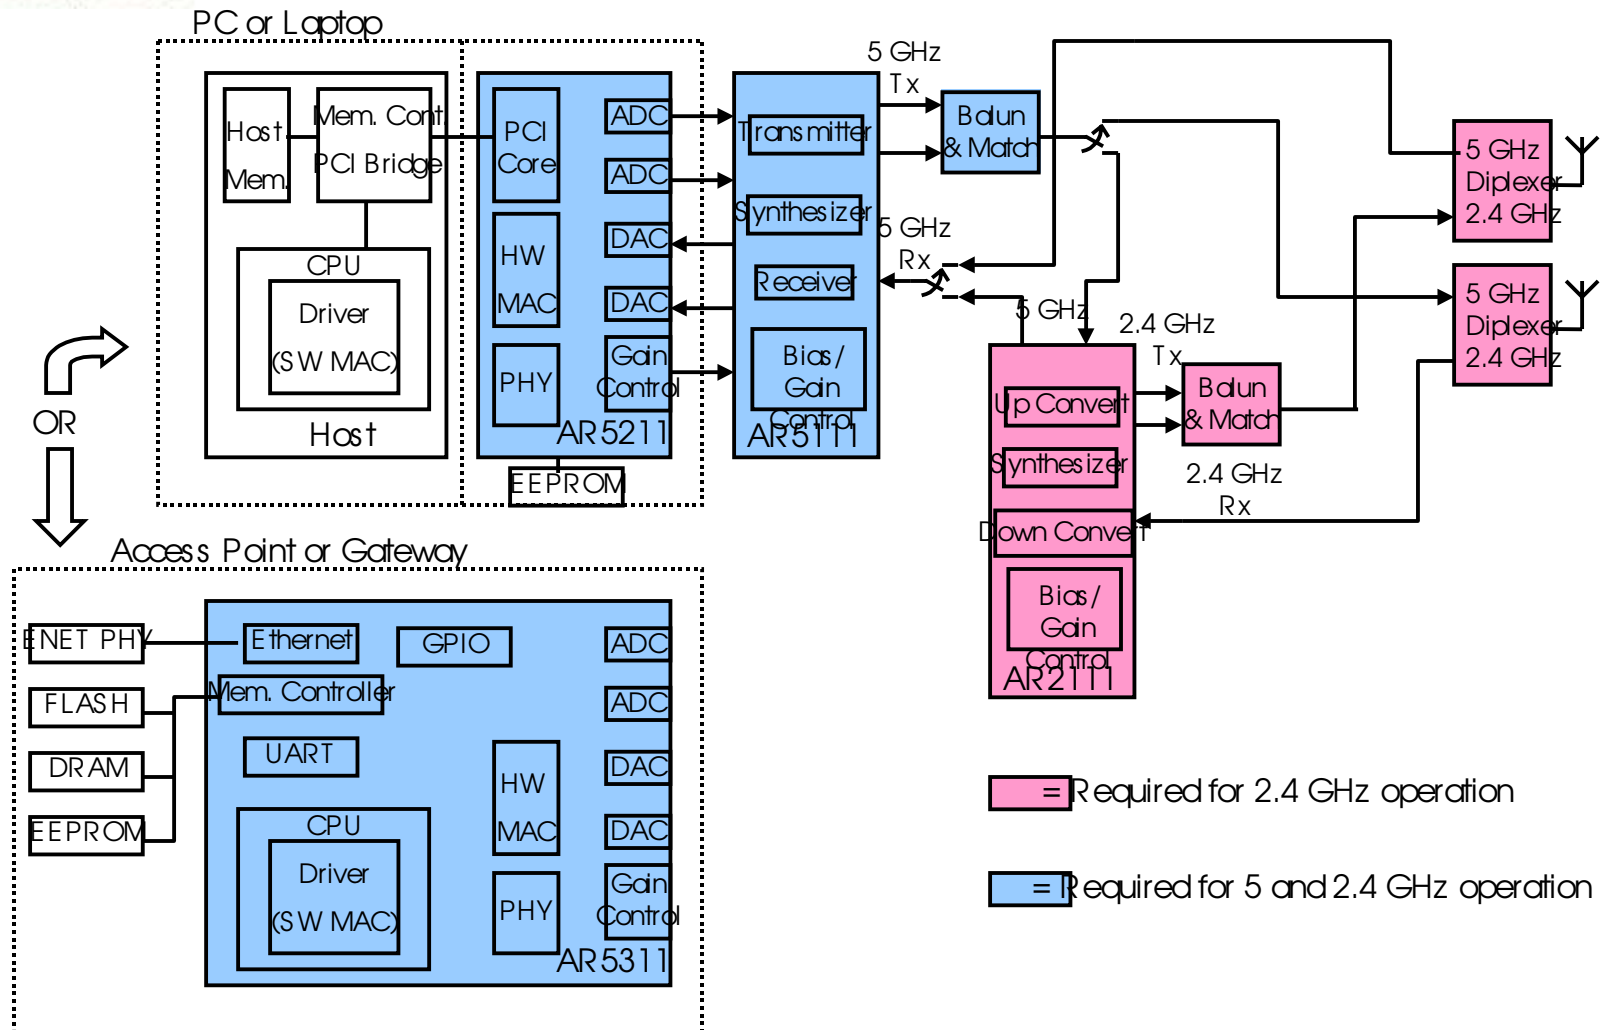 PC or Laptop
Host
Mem.
Mem. Cont.
PCI Bridge
CPU
Driver
(SW MAC)
Host
PCI
Core
HW
MAC
PHY
ADC
ADC
DAC
DAC
Gain
Control
AR5211
EEPROM
Transmitter
Synthesizer
Receiver
Bias/
Gain
Control
AR5111
5 GHz
Tx
Balun
& Match
5 GHz
Rx
5 GHz
Diplexer
2.4 GHz
5 GHz
Diplexer
2.4 GHz
5 GHz
2.4 GHz
Tx
Up Convert
Synthesizer
Down Convert
Bias/
Gain
Control
AR2111
Balun
& Match
2.4 GHz
Rx
OR
Access Point or Gateway
ENET PHY
FLASH
DRAM
EEPROM
Ethernet
GPIO
Mem. Controller
UART
CPU
Driver
(SW MAC)
HW
MAC
PHY
ADC
ADC
DAC
DAC
Gain
Control
AR5311
= Required for 2.4 GHz operation
= Required for 5 and 2.4 GHz operation